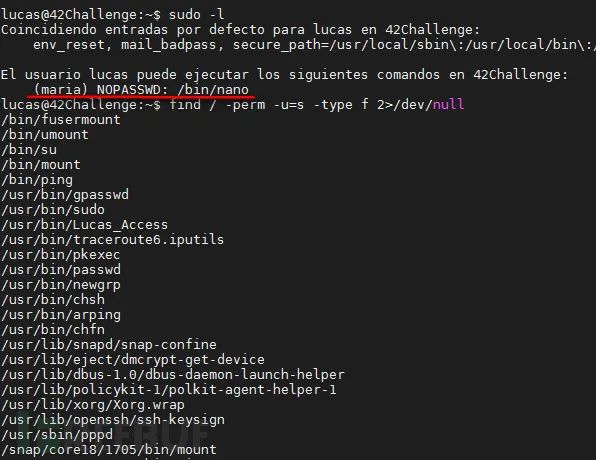 lucas@42Challenge:~$ sudo -l
Coincidiendo entradas por defecto para lucas en 42Challenge:
    env_reset, mail_badpass, secure_path=/usr/local/sbin\:/usr/local/bin\:/
El usuario lucas puede ejecutar los siguientes comandos en 42Challenge:
    (maria) NOPASSWD: /bin/nano
lucas@42Challenge:~$ find / -perm -u=s -type f 2>/dev/null
/bin/fusermount
/bin/umount
/bin/su
/bin/mount
/bin/ping
/usr/bin/gpasswd
/usr/bin/sudo
/usr/bin/Lucas_Access
/usr/bin/traceroute6.iputils
/usr/bin/pkexec
/usr/bin/passwd
/usr/bin/newgrp
/usr/bin/chsh
/usr/bin/arping
/usr/bin/chfn
/usr/lib/snapd/snap-confine
/usr/lib/eject/dmcrypt-get-device
/usr/lib/dbus-1.0/dbus-daemon-launch-helper
/usr/lib/policykit-1/polkit-agent-helper-1
/usr/lib/xorg/Xorg.wrap
/usr/lib/openssh/ssh-keysign
/usr/sbin/pppd
/snap/core18/1705/bin/mount